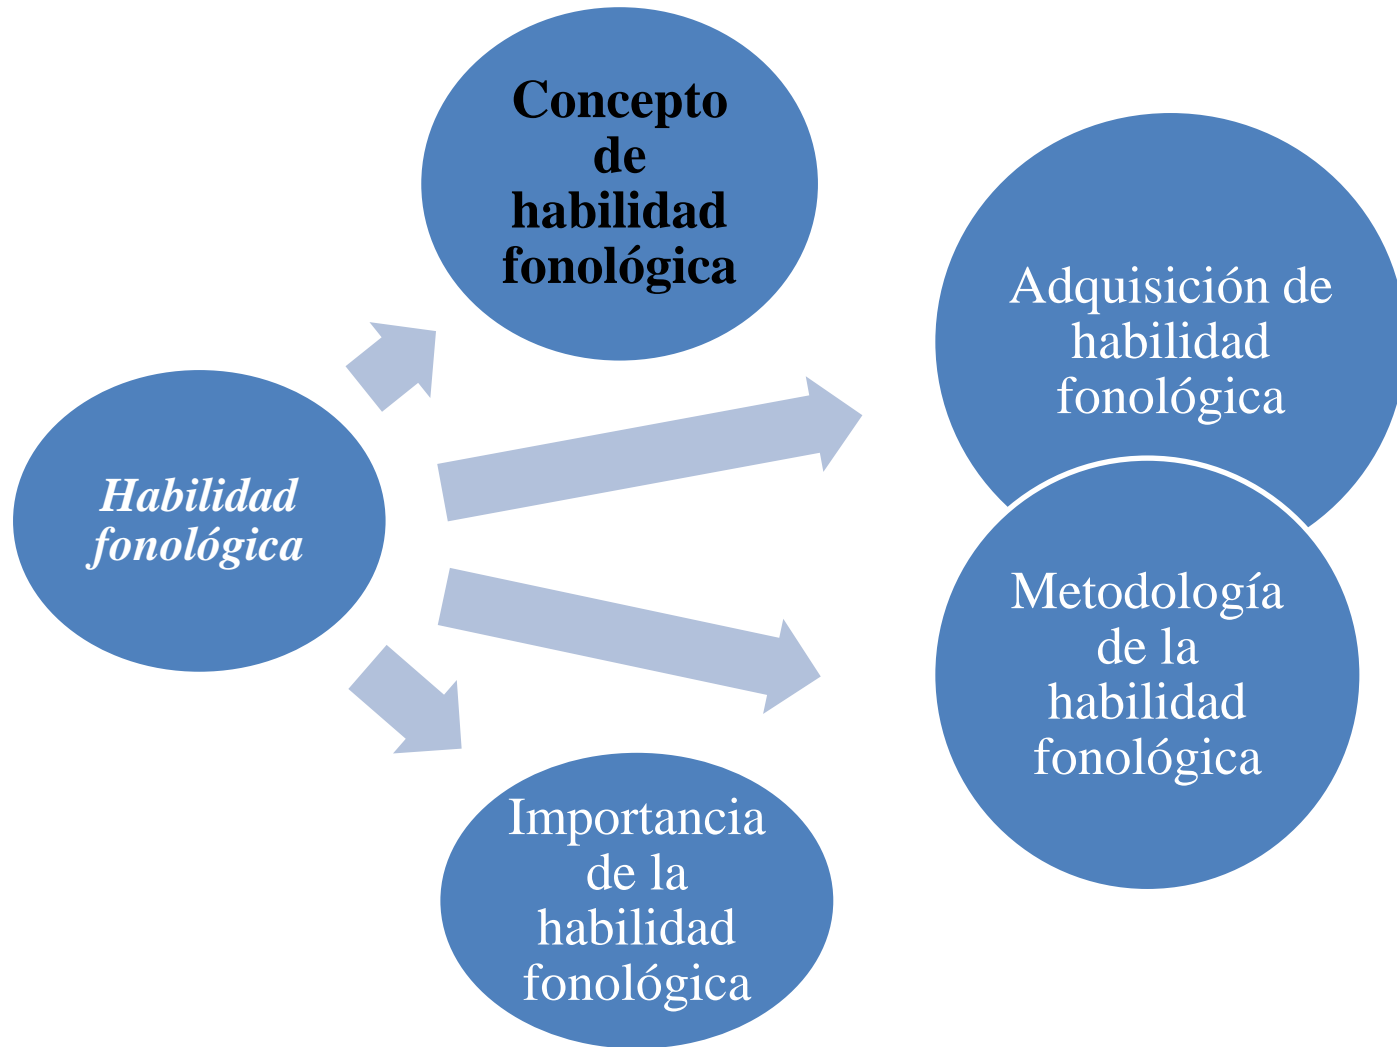 Concepto
de
habilidad
fonológica
Adquisición de
habilidad
fonológica
Habilidad
fonológica
Metodología
de la
habilidad
fonológica
Importancia
de la
habilidad
fonológica